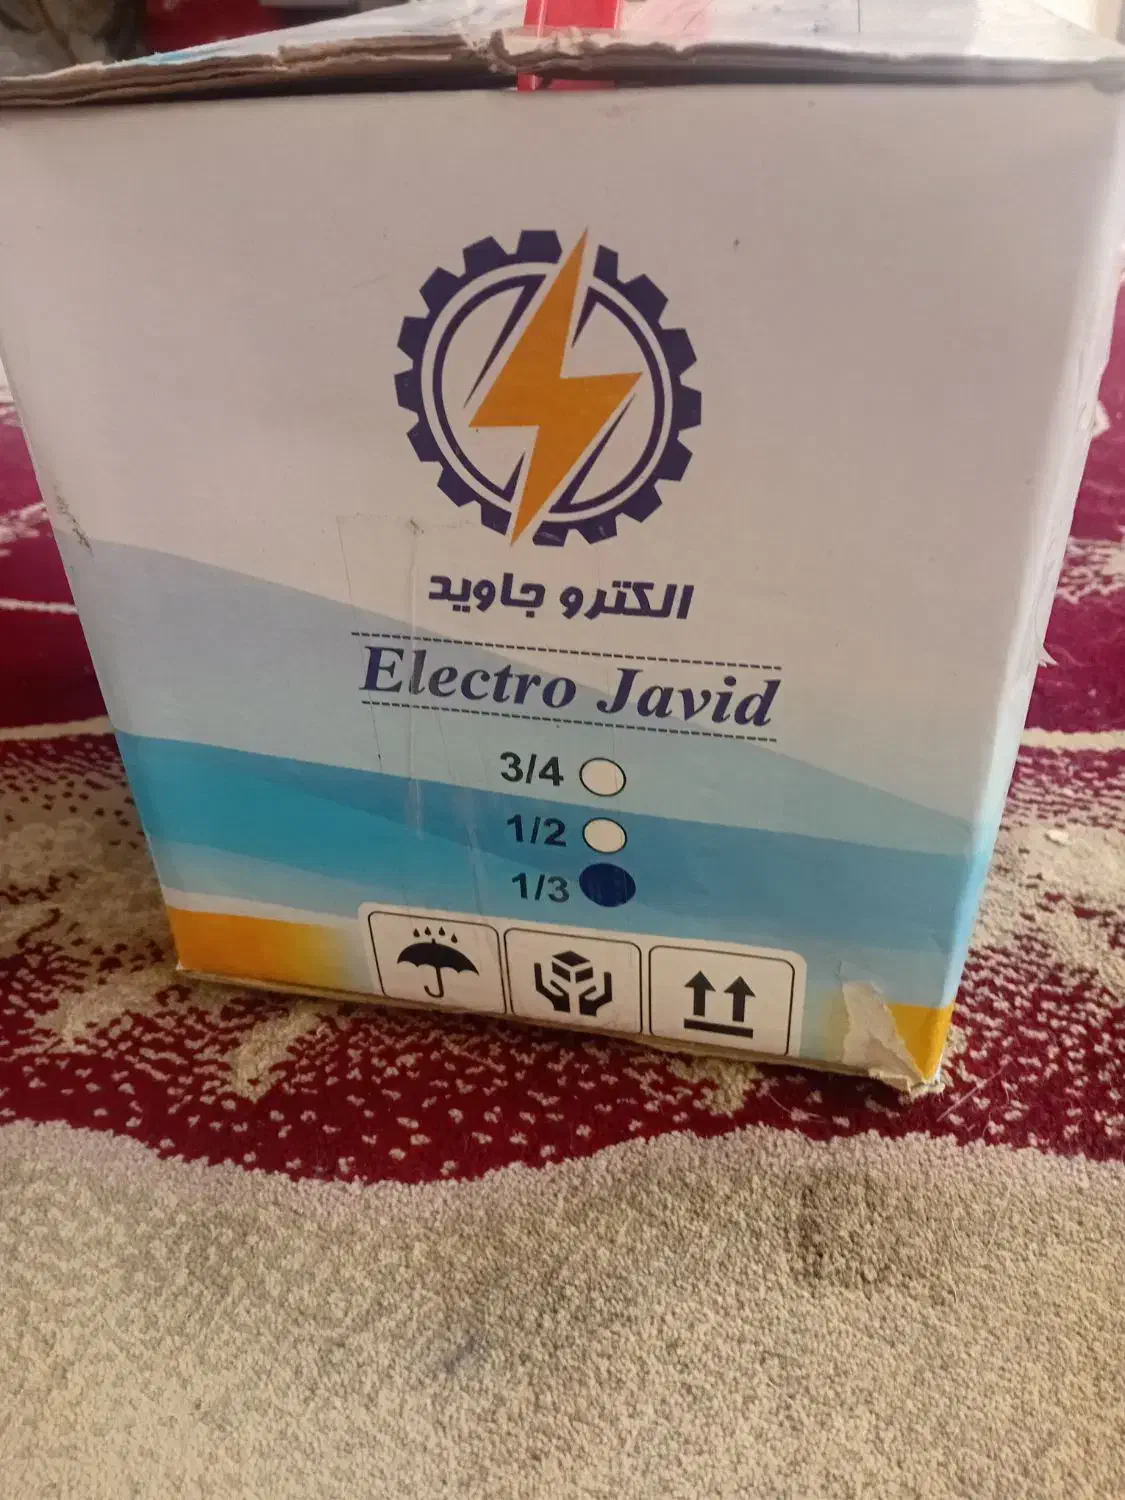 الکترو جاوید
Electro Javid
3/4
1/2
1/3